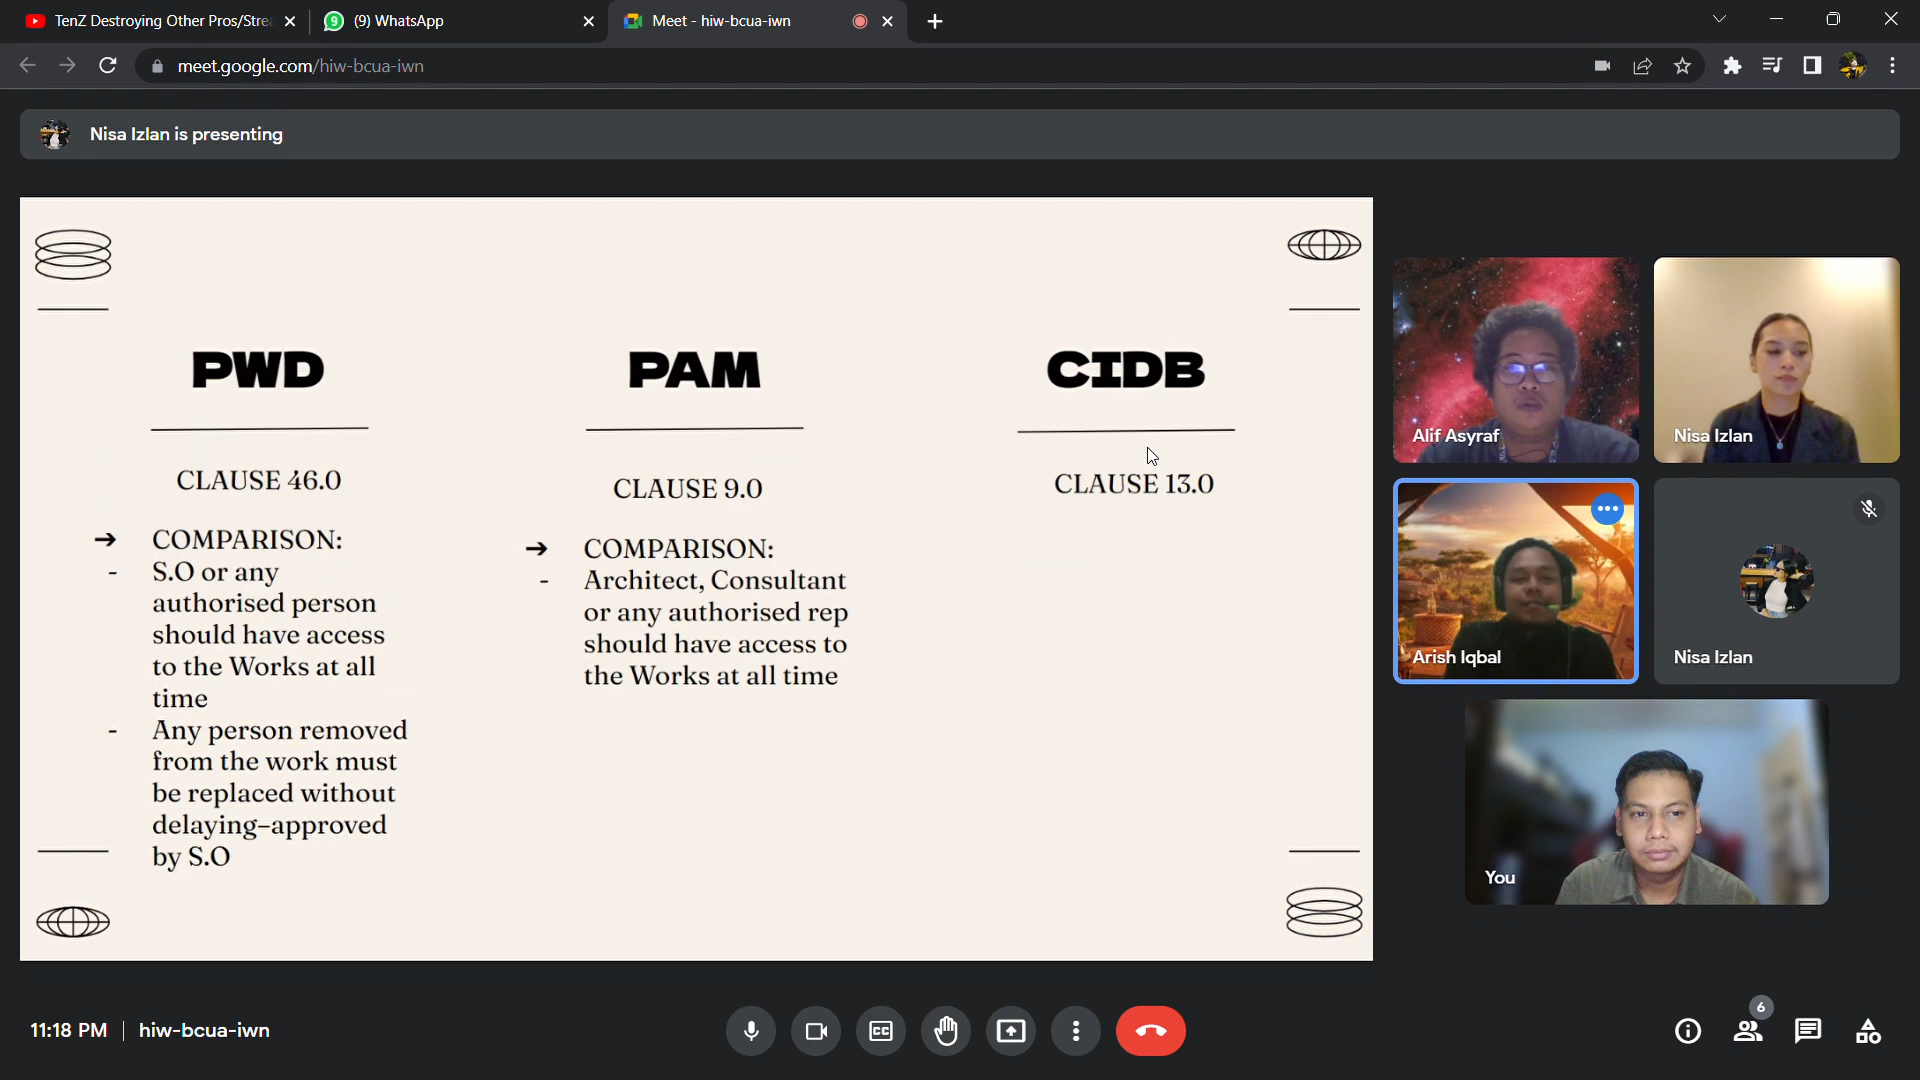 TenZ Destroying Other Pros/Stre
(9) WhatsApp
Meet - hiw-bcua-iwn
meet.google.com/hiw-bcua-iwn
Nisa Izlan is presenting
PWD
CLAUSE 46.0
➔ COMPARISON:
- S.O or any
authorised person
should have access
to the Works at all
time
- Any person removed
from the work must
be replaced without
delaying–approved
by S.O
PAM
CLAUSE 9.0
➔ COMPARISON:
- Architect, Consultant
or any authorised rep
should have access to
the Works at all time
CIDB
CLAUSE 13.0
Alif Asyraf
Nisa Izlan
Arish Iqbal
Nisa Izlan
You
11:18 PM | hiw-bcua-iwn
CC
6